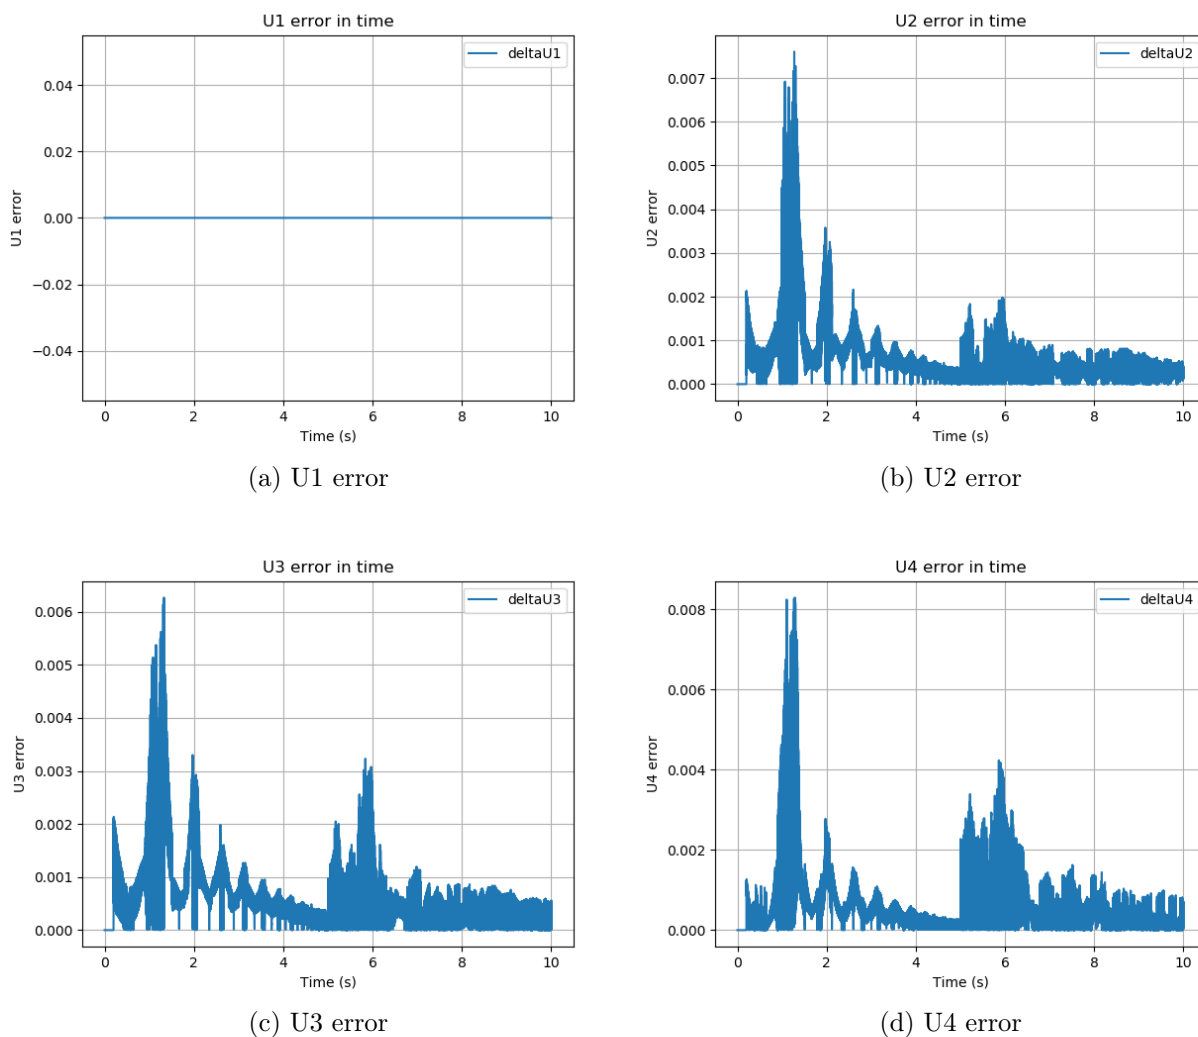 U1 error in time
deltaU1
0.04
0.02
0.00
−0.02
−0.04
U1 error
0 2 4 6 8 10
Time (s)
(a) U1 error
U2 error in time
deltaU2
0.007
0.006
0.005
0.004
0.003
0.002
0.001
0.000
U2 error
0 2 4 6 8 10
Time (s)
(b) U2 error
U3 error in time
deltaU3
0.006
0.005
0.004
0.003
0.002
0.001
0.000
U3 error
0 2 4 6 8 10
Time (s)
(c) U3 error
U4 error in time
deltaU4
0.008
0.006
0.004
0.002
0.000
U4 error
0 2 4 6 8 10
Time (s)
(d) U4 error